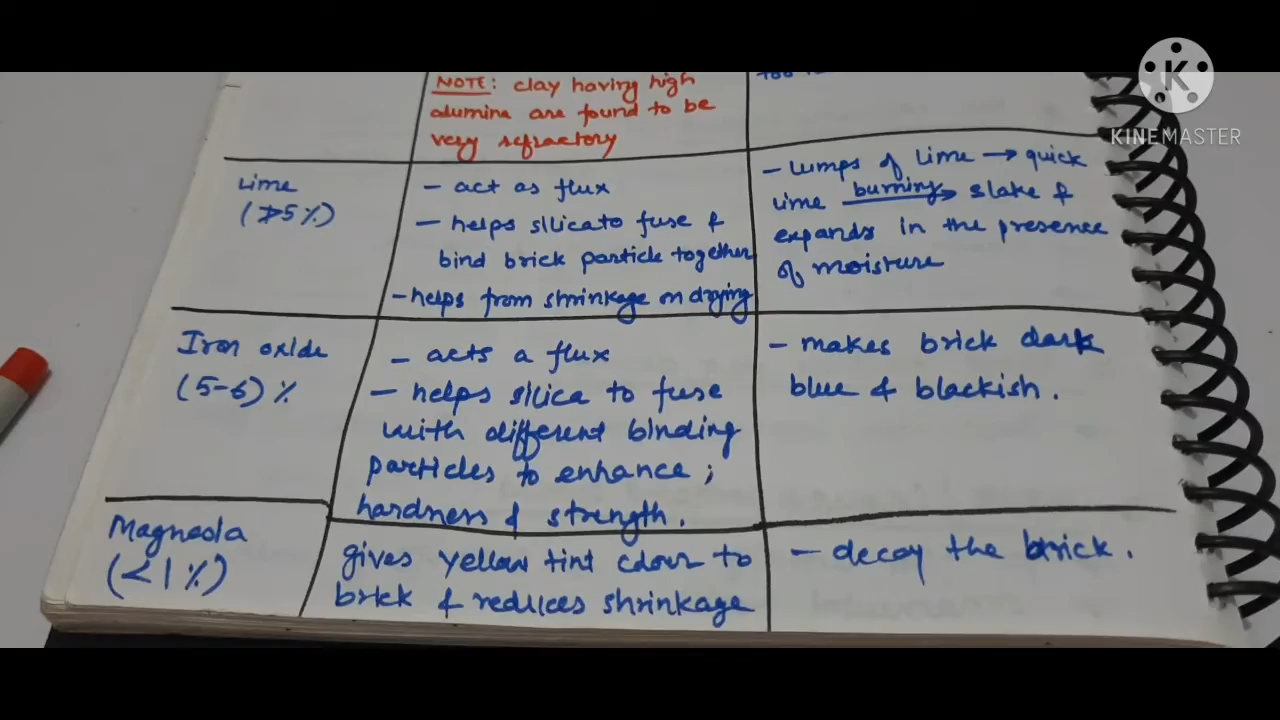 NOTE: clay having high
alumina are found to be
very refractory
KINEMASTER
Lime
(≯5%)
- act as flux
- helps silica to fuse &
bind brick particle together
- helps from shrinkage on drying
- lumps of lime → quick
lime burning → slake &
expands in the presence
of moisture
Iron oxide
(5-6) %
- acts a flux
- helps silica to fuse
with different binding
particles to enhance ;
hardness & strength.
- makes brick dark
blue & blackish.
Magnesia
(<1%)
gives yellow tint colour to
brick & reduces shrinkage
- decay the brick.